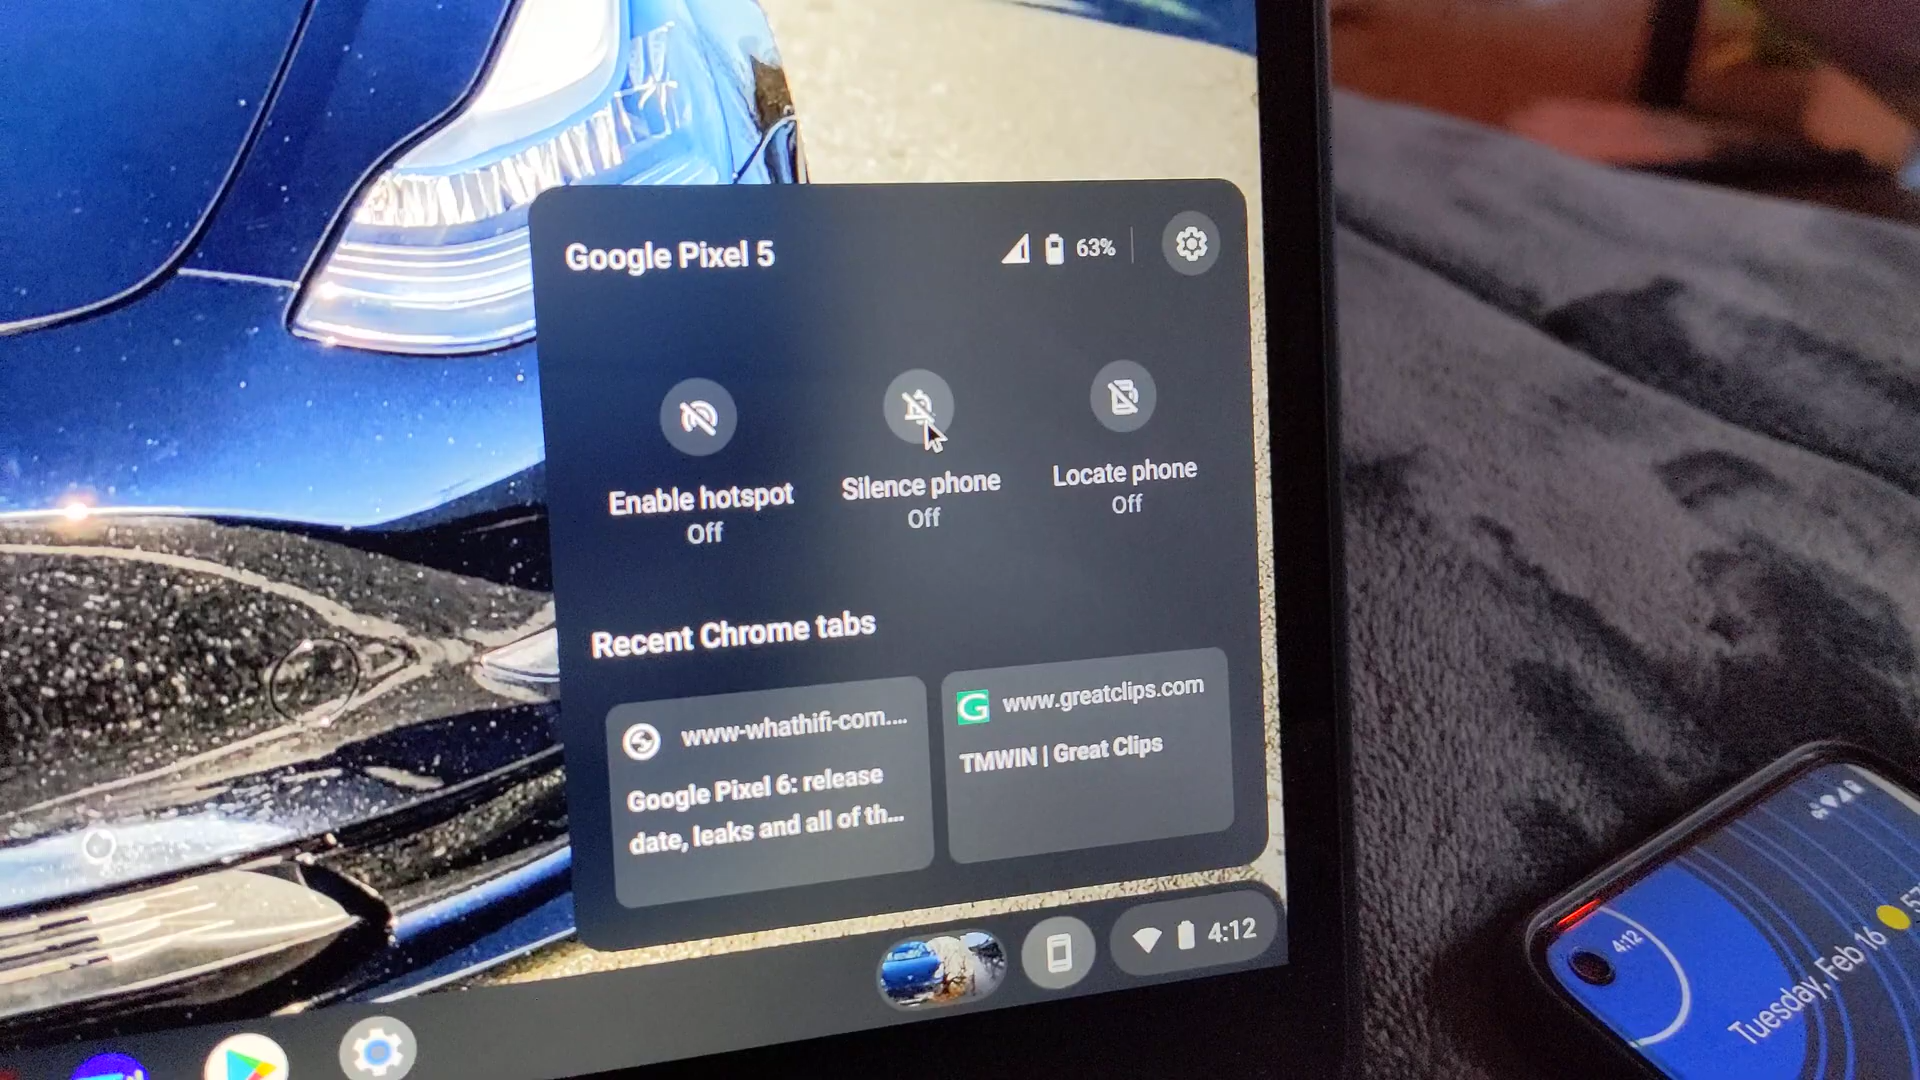 Google Pixel 5
63%
Enable hotspot
Off
Silence phone
Off
Locate phone
Off
Recent Chrome tabs
www-whathifi-com....
Google Pixel 6: release
date, leaks and all of th...
G www.greatclips.com
TMWIN | Great Clips
4:12
4:12
Tuesday, Feb 16